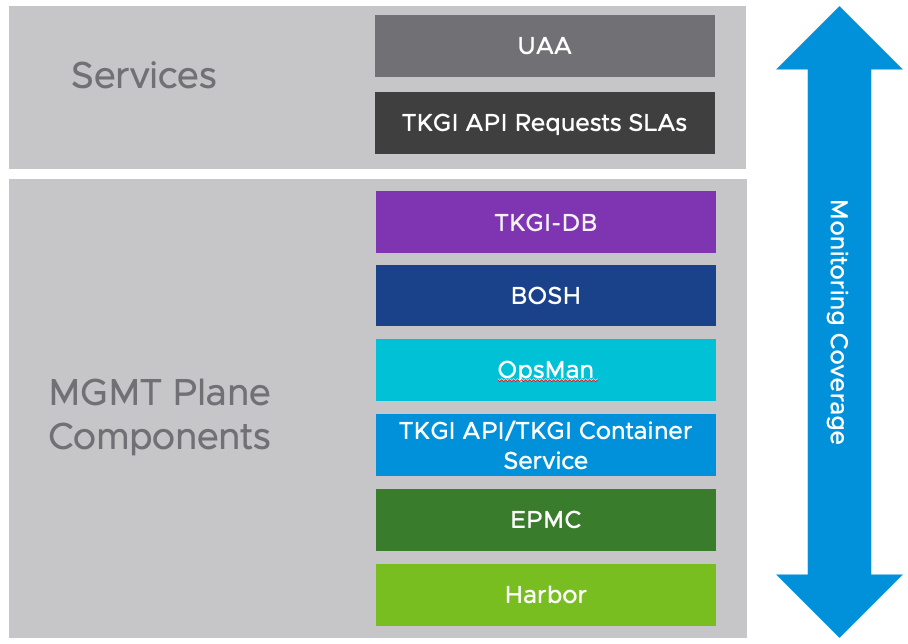 Services
UAA
TKGI API Requests SLAs
MGMT Plane
Components
TKGI-DB
BOSH
OpsMan
TKGI API/TKGI Container
Service
EPMC
Harbor
Monitoring Coverage